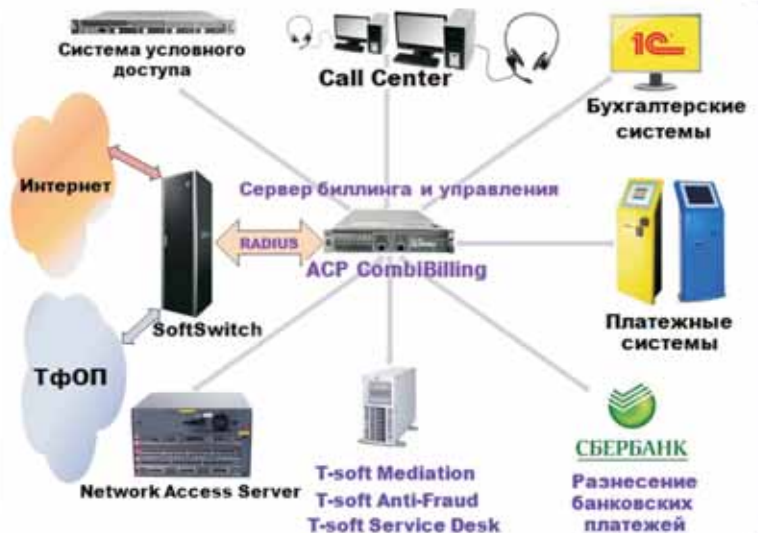 Система условного
доступа
Call Center
1С
Бухгалтерские
системы
Интернет
Сервер биллинга и управления
RADIUS
ACP CombiBilling
SoftSwitch
Платежные
системы
ТфОП
Network Access Server
T-soft Mediation
T-soft Anti-Fraud
T-soft Service Desk
СБЕРБАНК
Разнесение
банковских
платежей